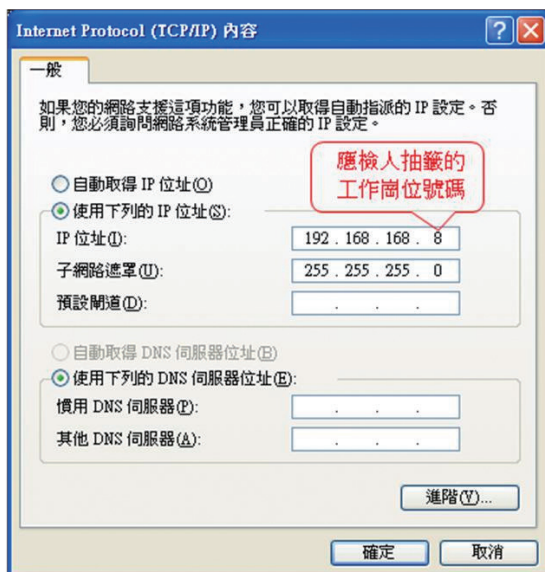 Internet Protocol (TCP/IP) 內容
一般
如果您的網路支援這項功能，您可以取得自動指派的 IP 設定。否
則，您必須詢問網路系統管理員正確的 IP 設定。
應檢人抽籤的
工作崗位號碼
自動取得 IP 位址(O)
使用下列的 IP 位址(S):
IP 位址(I): 192 . 168 . 168 . 8
子網路遮罩(U): 255 . 255 . 255 . 0
預設閘道(D): . . .
自動取得 DNS 伺服器位址(B)
使用下列的 DNS 伺服器位址(E):
慣用 DNS 伺服器(P): . . .
其他 DNS 伺服器(A): . . .
進階(V)...
確定 取消